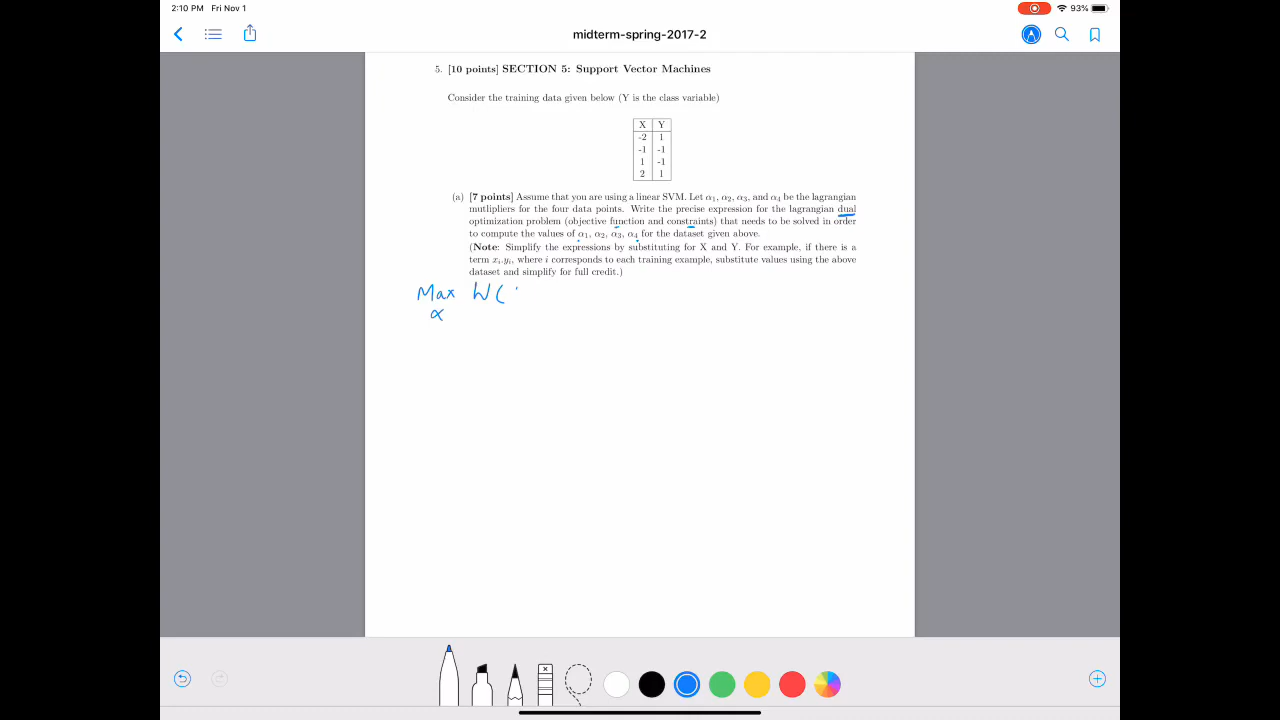 2:10 PM Fri Nov 1
93%
midterm-spring-2017-2
5. [10 points] SECTION 5: Support Vector Machines
Consider the training data given below (Y is the class variable)
X Y
-2 1
-1 -1
1 -1
2 1
(a) [7 points] Assume that you are using a linear SVM. Let α1, α2, α3, and α4 be the lagrangian
mutlipliers for the four data points. Write the precise expression for the lagrangian dual
optimization problem (objective function and constraints) that needs to be solved in order
to compute the values of α1, α2, α3, α4 for the dataset given above.
(Note: Simplify the expressions by substituting for X and Y. For example, if there is a
term xi.yi, where i corresponds to each training example, substitute values using the above
dataset and simplify for full credit.)
Max W(
α